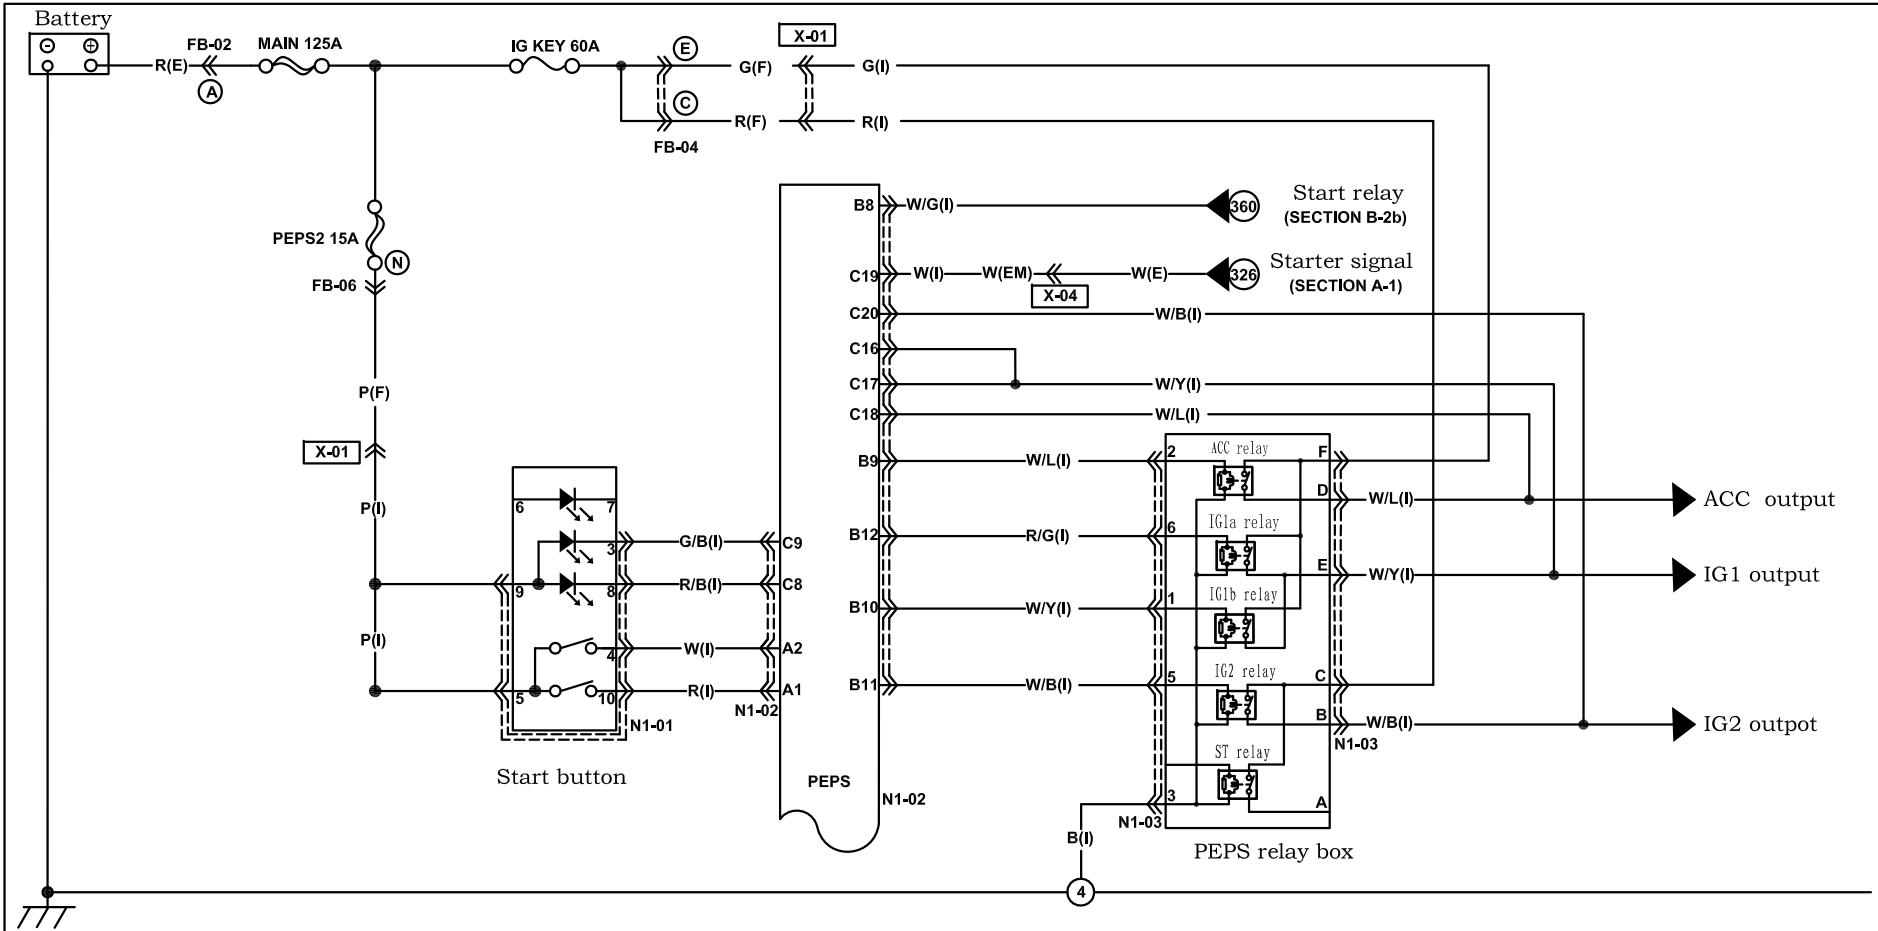 Battery
FB-02
MAIN 125A
IG KEY 60A
E
X-01
R(E)
A
G(F)
G(I)
C
R(F)
R(I)
FB-04
B8
W/G(I)
360
Start relay
(SECTION B-2b)
PEPS2 15A
N
FB-06
C19
W(I)
W(EM)
W(E)
326
Starter signal
(SECTION A-1)
X-04
C20
W/B(I)
C16
C17
W/Y(I)
P(F)
C18
W/L(I)
X-01
B9
W/L(I)
2
ACC relay
F
D
W/L(I)
ACC output
P(I)
6
7
B12
R/G(I)
6
IG1a relay
3
G/B(I)
C9
E
W/Y(I)
IG1 output
9
8
R/B(I)
C8
B10
W/Y(I)
1
IG1b relay
P(I)
4
W(I)
A2
B11
W/B(I)
5
IG2 relay
C
5
10
R(I)
A1
N1-01
N1-02
B
W/B(I)
IG2 outpot
N1-03
Start button
PEPS
N1-02
ST relay
3
A
N1-03
B(I)
PEPS relay box
4